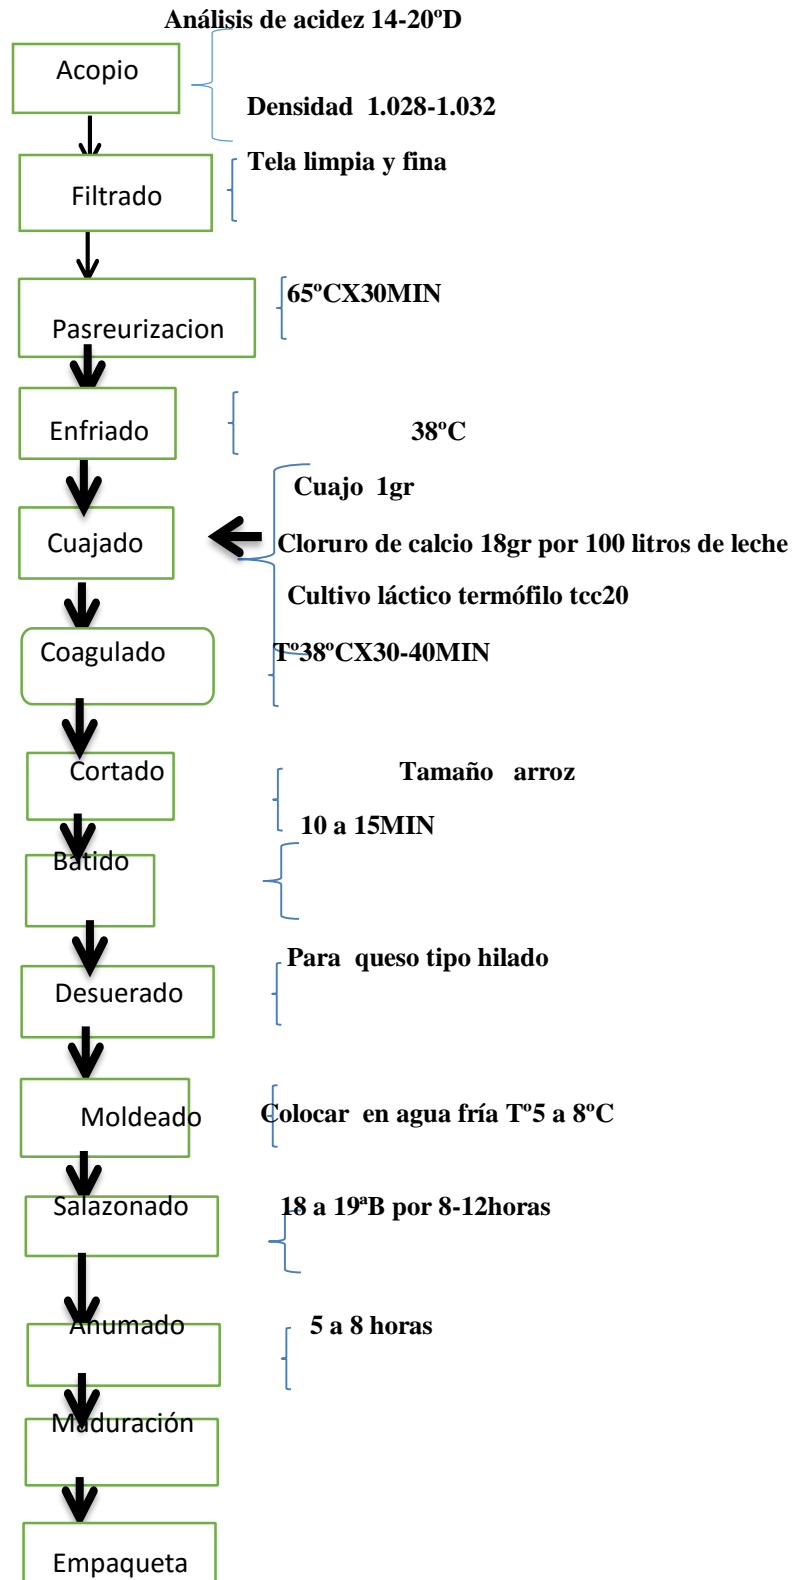 Análisis de acidez 14-20ºD
Acopio
Densidad 1.028-1.032
Tela limpia y fina
Filtrado
65ºCX30MIN
Pasreurizacion
Enfriado
38ºC
Cuajo 1gr
Cuajado
Cloruro de calcio 18gr por 100 litros de leche
Cultivo láctico termófilo tcc20
Coagulado
Tº38ºCX30-40MIN
Cortado
Tamaño arroz
10 a 15MIN
Batido
Para queso tipo hilado
Desuerado
Moldeado
Colocar en agua fría Tº5 a 8ºC
Salazonado
18 a 19ªB por 8-12horas
Ahumado
5 a 8 horas
Maduración
Empaqueta